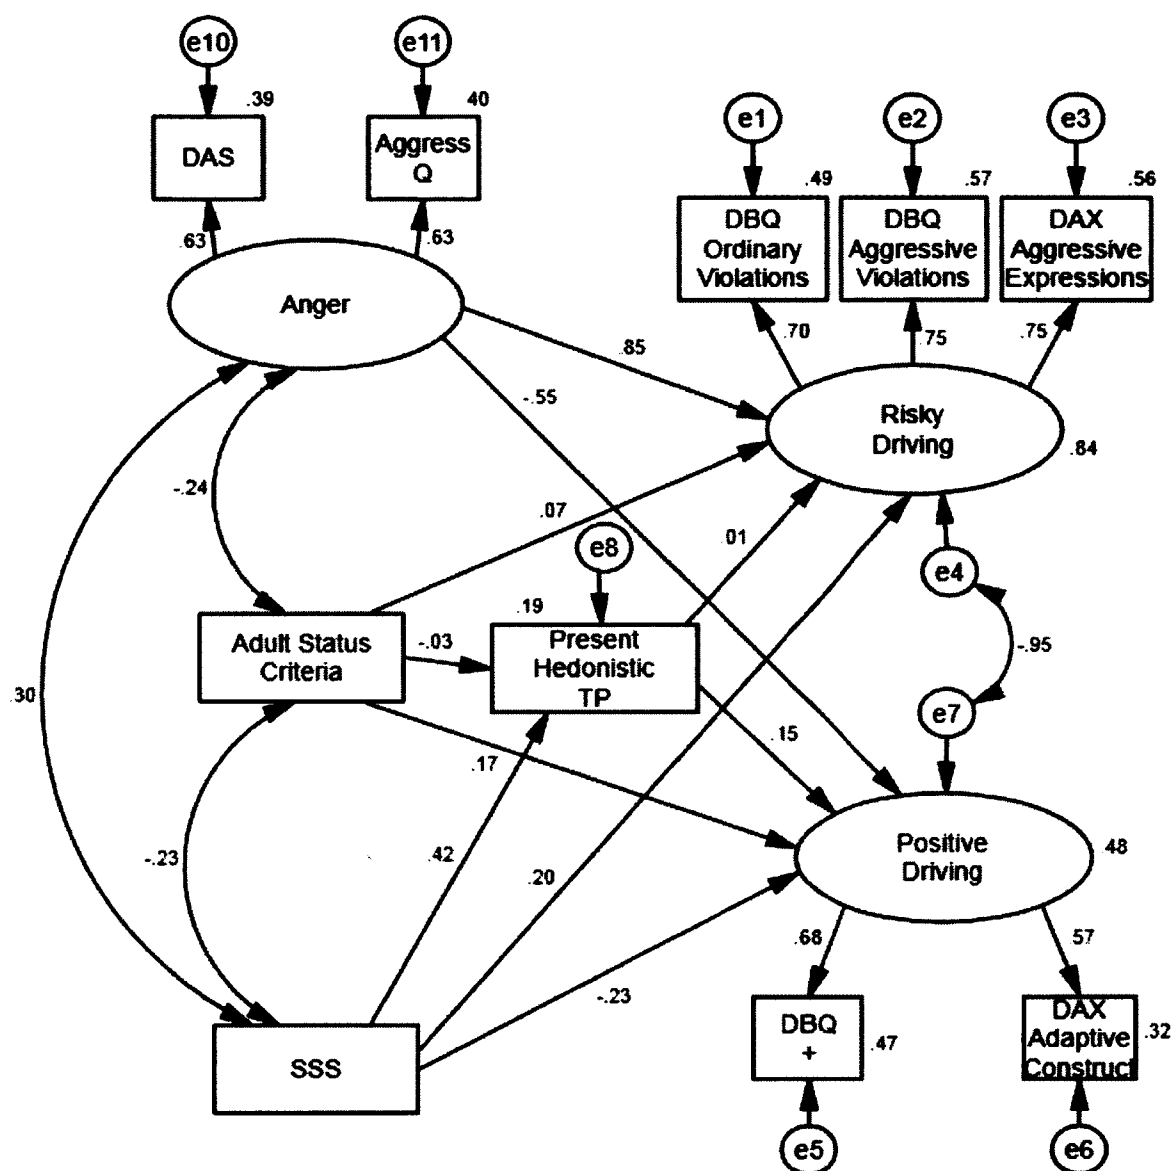 e10
e11
.39
40
DAS
Aggress
Q
.63
.63
Anger
e1
e2
e3
.49
.57
.56
DBQ
Ordinary
Violations
DBQ
Aggressive
Violations
DAX
Aggressive
Expressions
.70
.75
.75
.85
-.55
Risky
Driving
.84
-.24
.07
e8
01
e4
.19
Adult Status
Criteria
-.03
Present
Hedonistic
TP
-.95
.30
e7
.15
.17
-.23
.42
.20
Positive
Driving
48
-.23
.68
57
SSS
DBQ
+
.47
DAX
Adaptive
Construct
.32
e5
e6